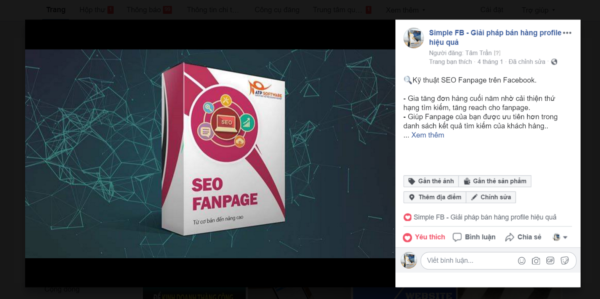 Trang
Simple FB - Giải pháp bán hàng profile
hiệu quả
Người đăng: Tâm Trần
Trang bạn thích · 4 tháng 1 · Đã chỉnh sửa ·
Kỹ thuật SEO Fanpage trên Facebook.
- Gia tăng đơn hàng cuối năm nhờ cải thiện thứ
hạng tìm kiếm, tăng reach cho fanpage.
- Giúp Fanpage của bạn được ưu tiên hơn trong
danh sách kết quả tìm kiếm của khách hàng..
... Xem thêm
ATP SOFTWARE
SEO
SEO
FANPAGE
Từ cơ bản đến nâng cao
Gắn thẻ ảnh
Gắn thẻ sản phẩm
Thêm địa điểm
Chỉnh sửa
Simple FB - Giải pháp bán hàng profile hiệu quả
Yêu thích
Bình luận
Chia sẻ
Viết bình luận...